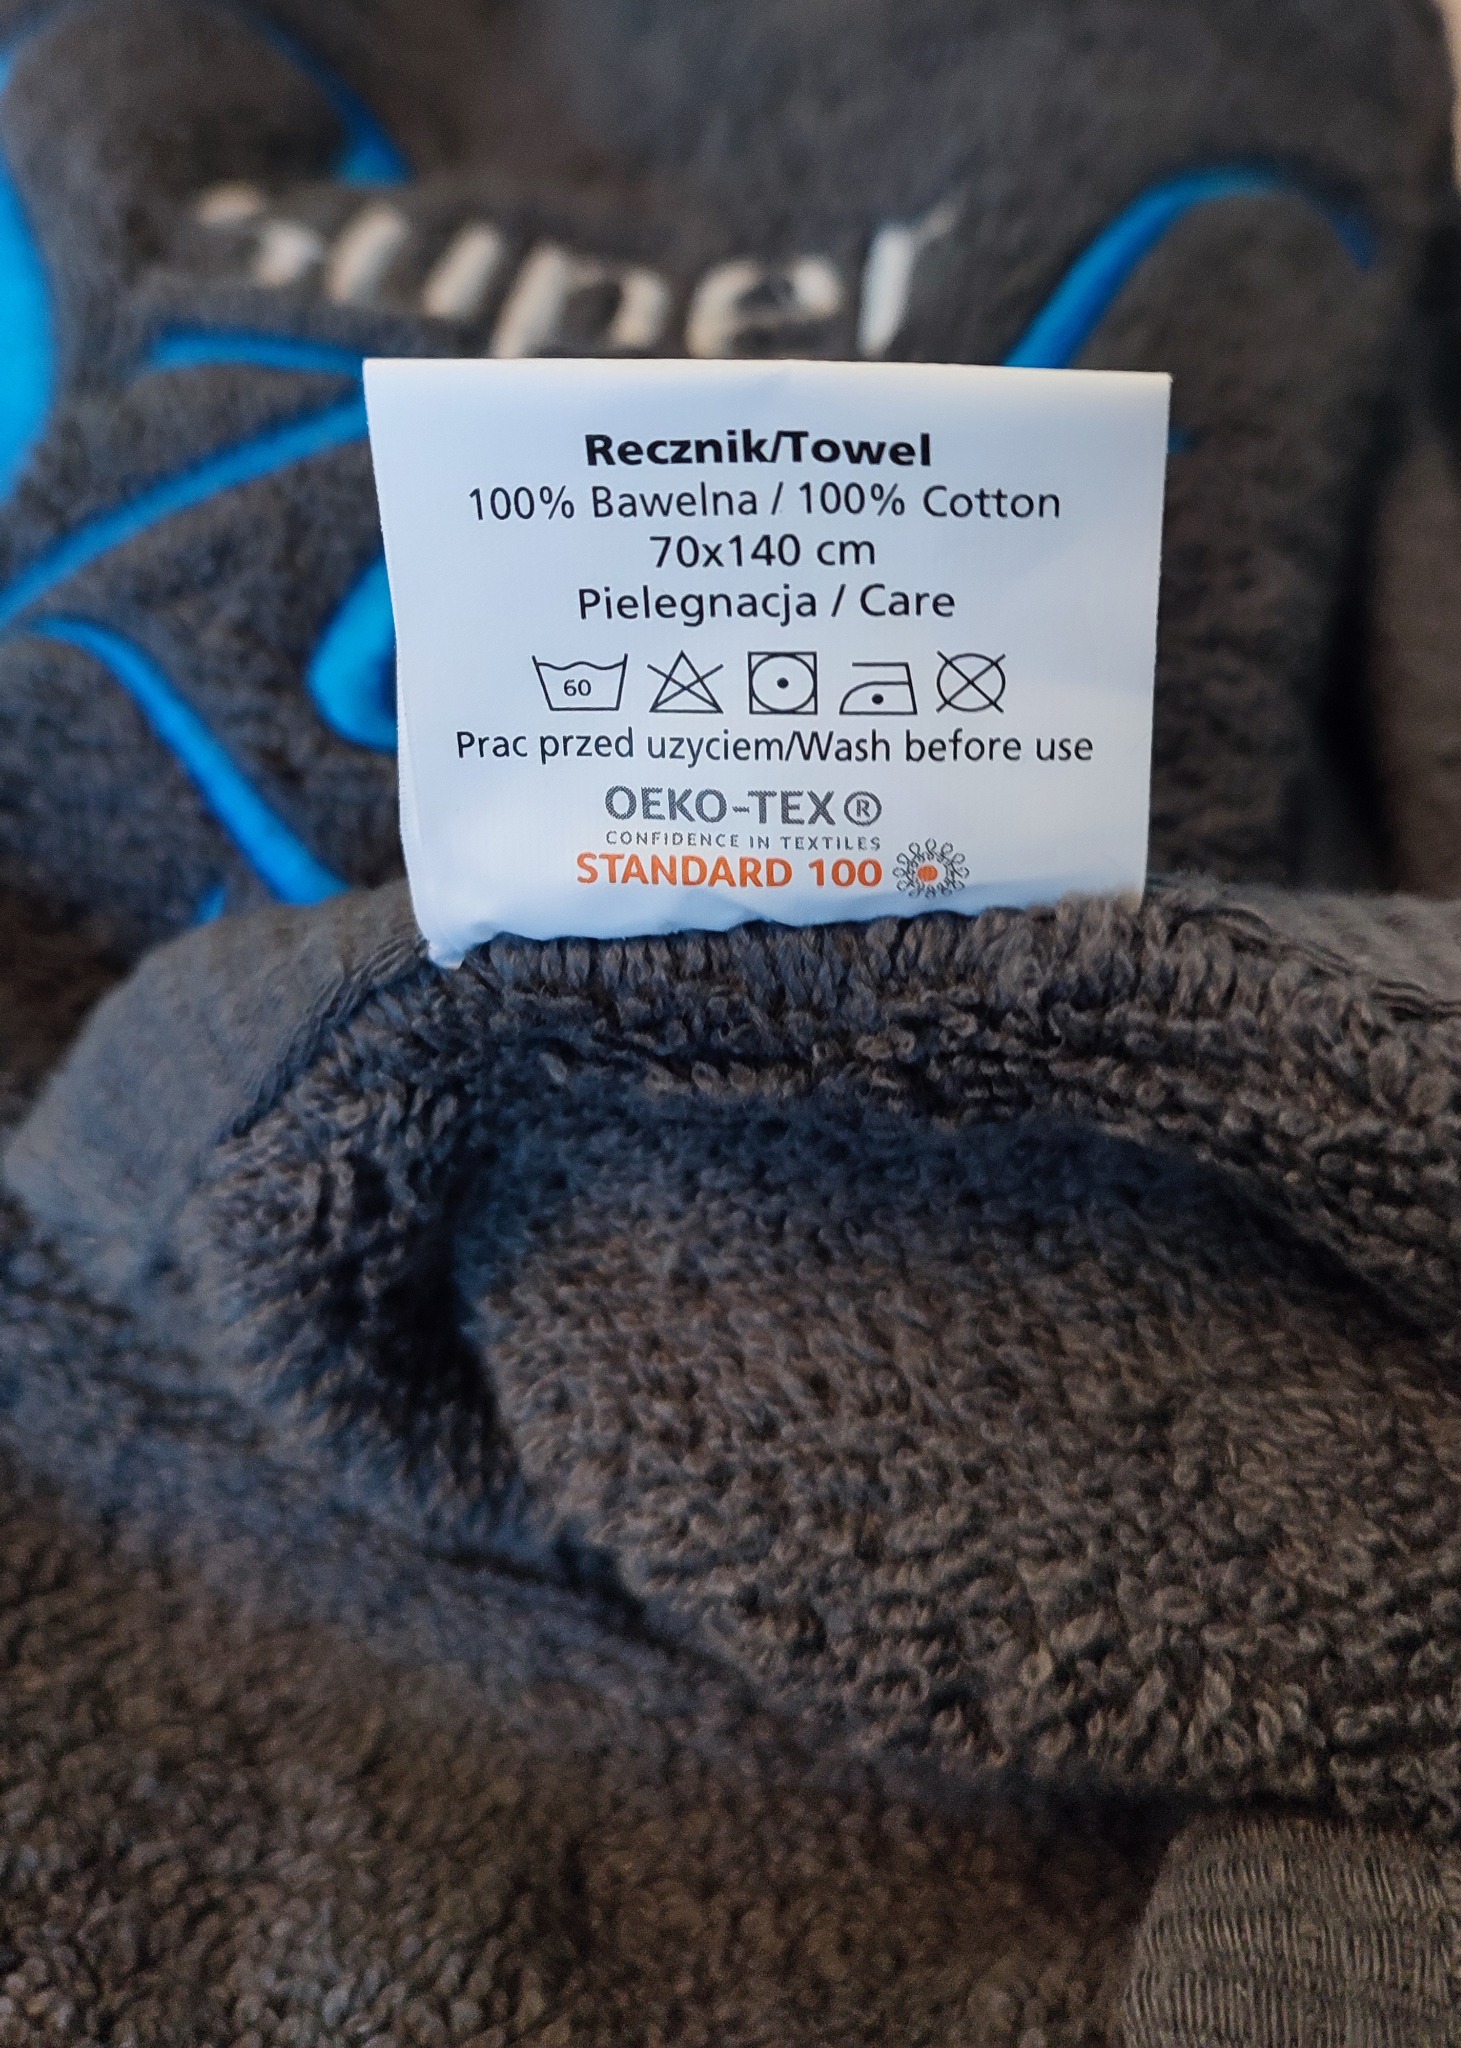 super
Recznik/Towel
100% Bawelna / 100% Cotton
70x140 cm
Pielegnacja / Care
60
Prac przed uzyciem/Wash before use
OEKO-TEX®
CONFIDENCE IN TEXTILES
STANDARD 100